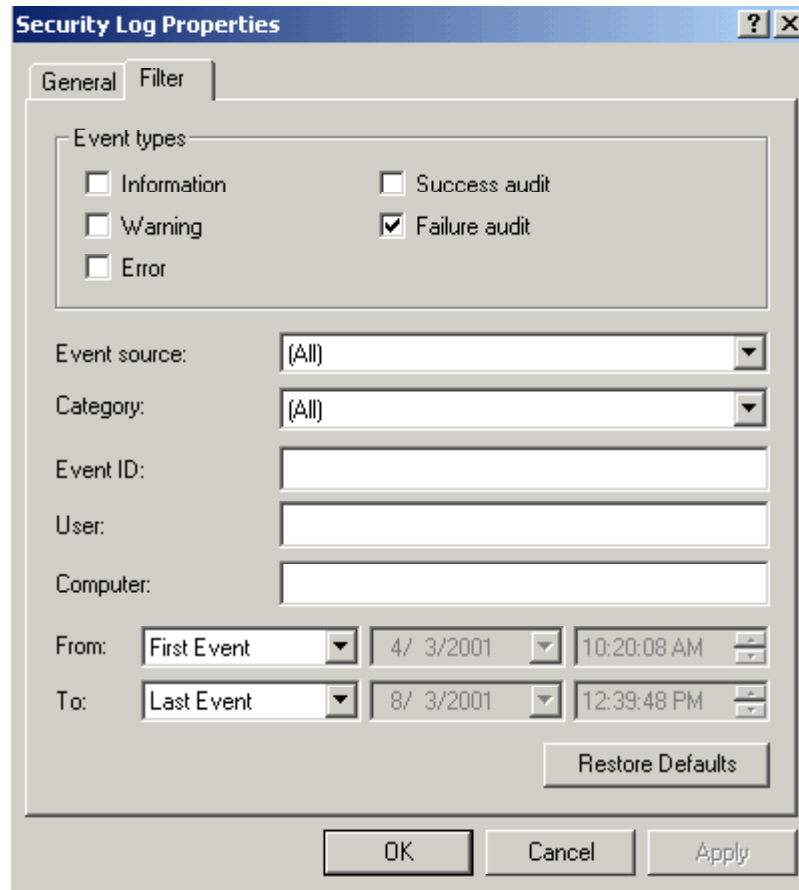 Security Log Properties
General Filter
Event types
Information Success audit
Warning Failure audit
Error
Event source: (All)
Category: (All)
Event ID:
User:
Computer:
From: First Event 4/ 3/2001 10:20:08 AM
To: Last Event 8/ 3/2001 12:39:48 PM
Restore Defaults
OK Cancel Apply